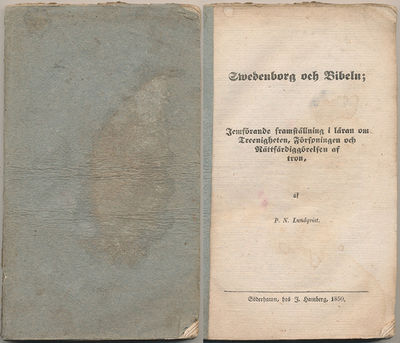 Swedenborg och Bibeln;
Jemförande framställning i läran om
Treenigheten, Försoningen och
Rättfärdiggörelsen af
tron,
af
P. N. Lundqvist.
Söderhamn, hos J. Hamberg, 1850.